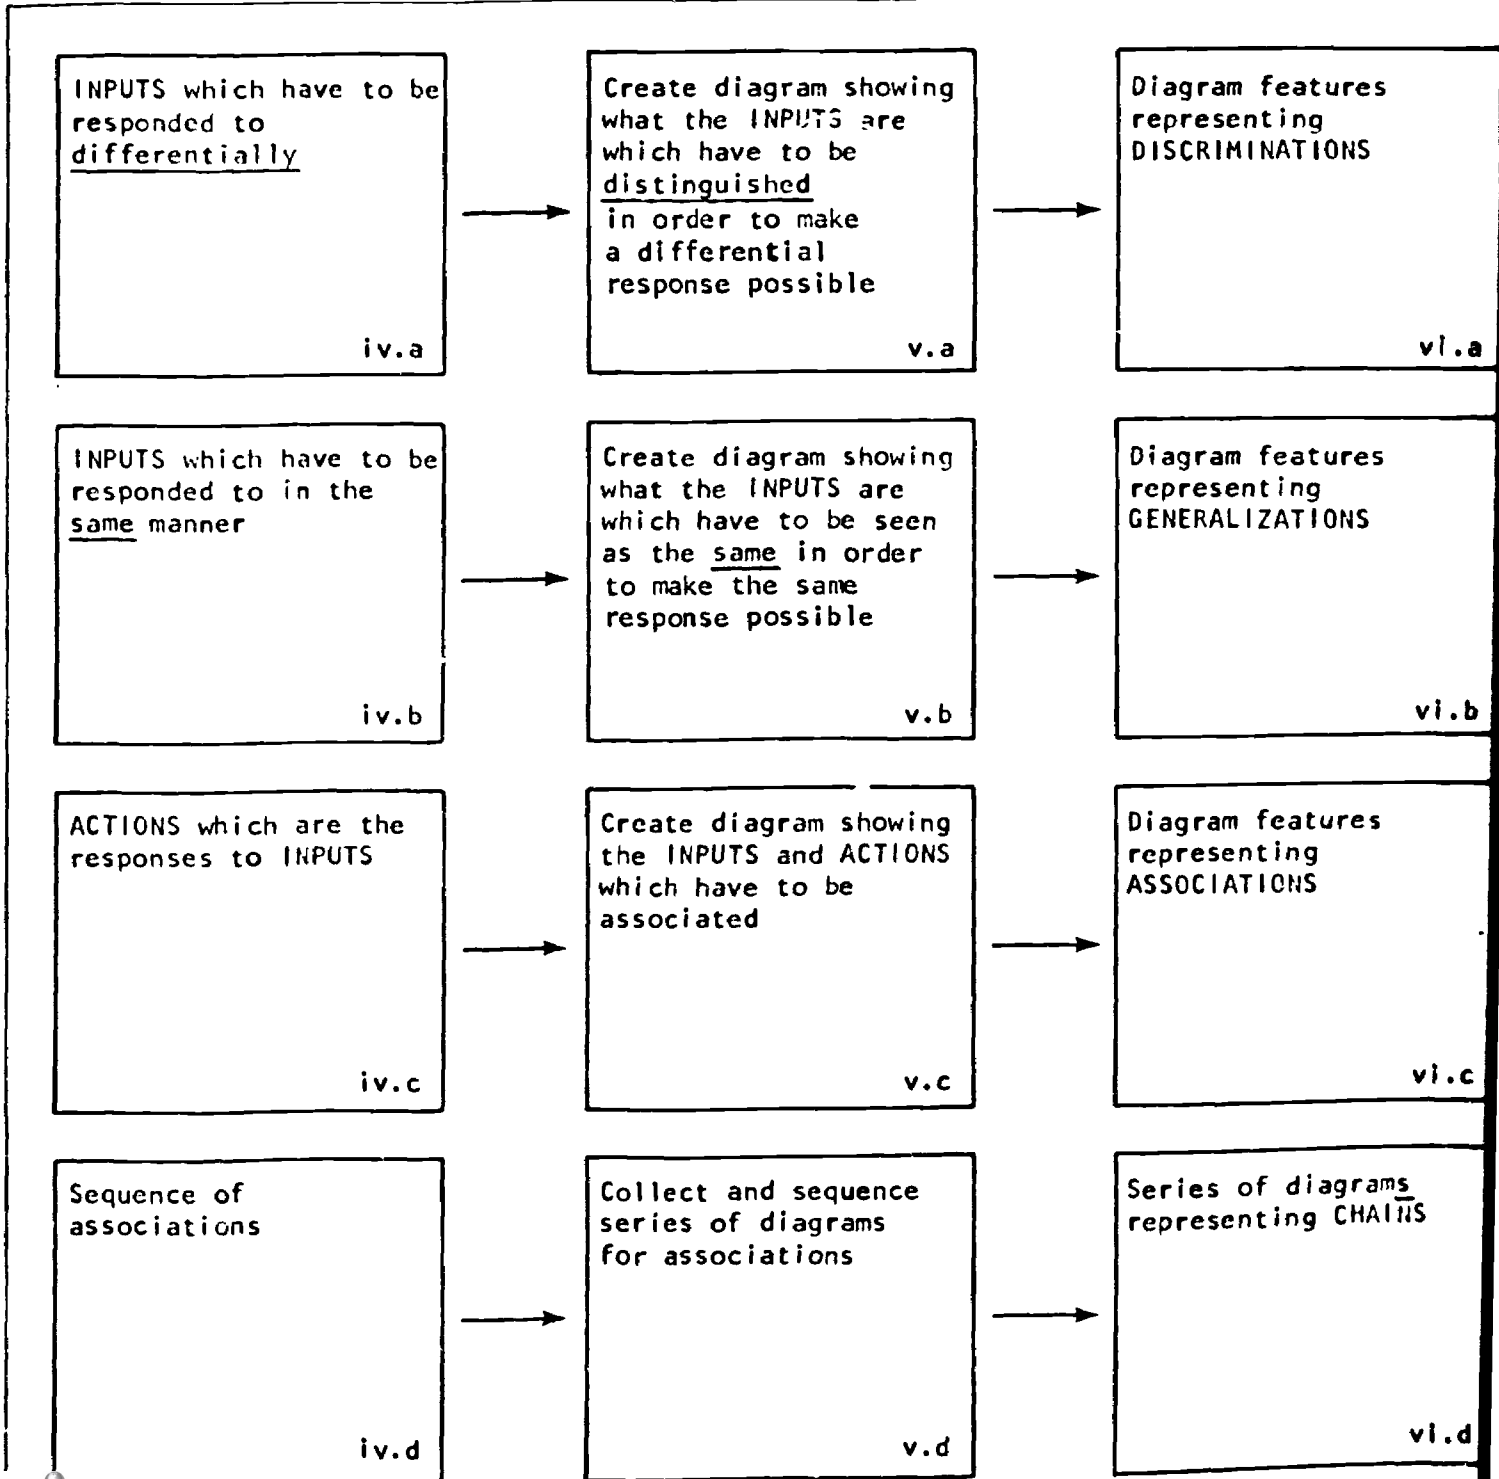 INPUTS which have to be
responded to
differentially
iv.a
Create diagram showing
what the INPUTS are
which have to be
distinguished
in order to make
a differential
response possible
v.a
Diagram features
representing
DISCRIMINATIONS
vi.a
INPUTS which have to be
responded to in the
same manner
iv.b
Create diagram showing
what the INPUTS are
which have to be seen
as the same in order
to make the same
response possible
v.b
Diagram features
representing
GENERALIZATIONS
vi.b
ACTIONS which are the
responses to INPUTS
iv.c
Create diagram showing
the INPUTS and ACTIONS
which have to be
associated
v.c
Diagram features
representing
ASSOCIATIONS
vi.c
Sequence of
associations
iv.d
Collect and sequence
series of diagrams
for associations
v.d
Series of diagrams
representing CHAINS
vi.d